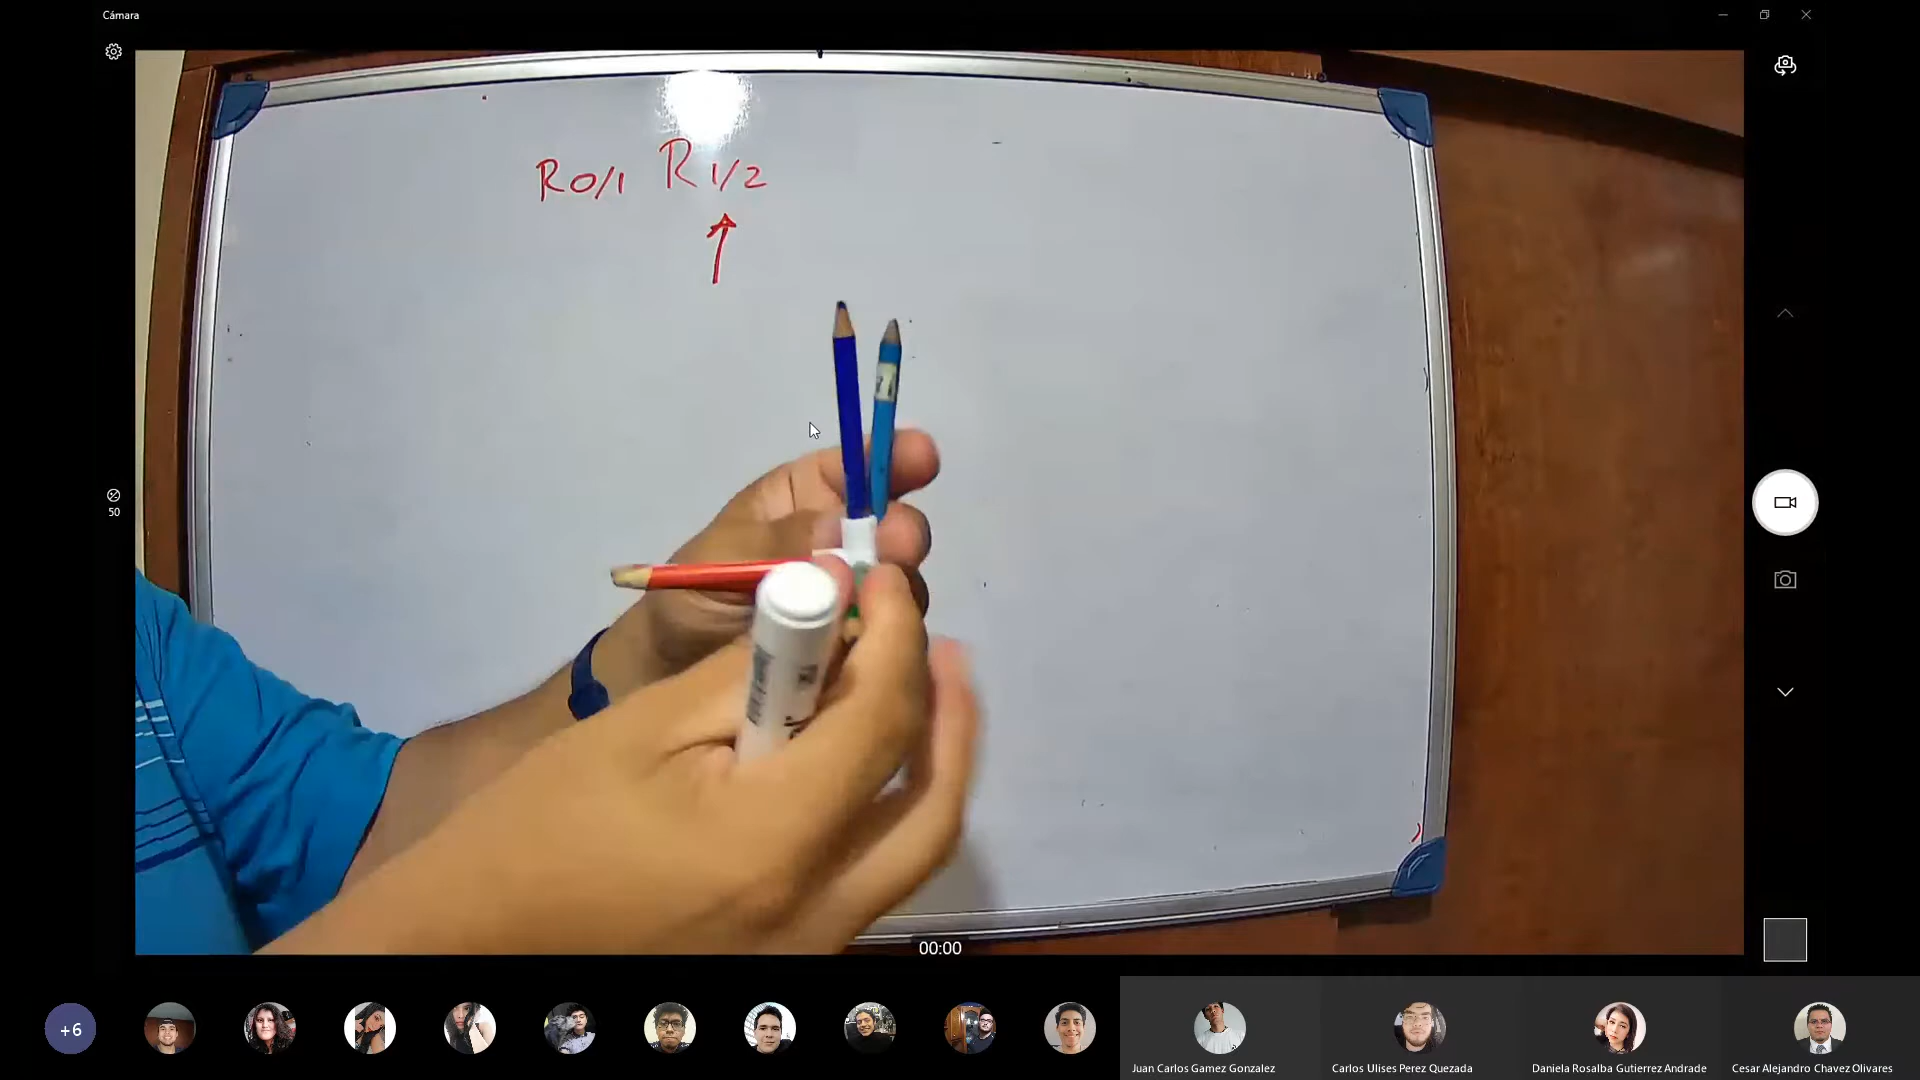 Cámara
R0/1 R1/2
50
00:00
+6
Juan Carlos Gamez Gonzalez
Carlos Ulises Perez Quezada
Daniela Rosalba Gutierrez Andrade
Cesar Alejandro Chavez Olivares